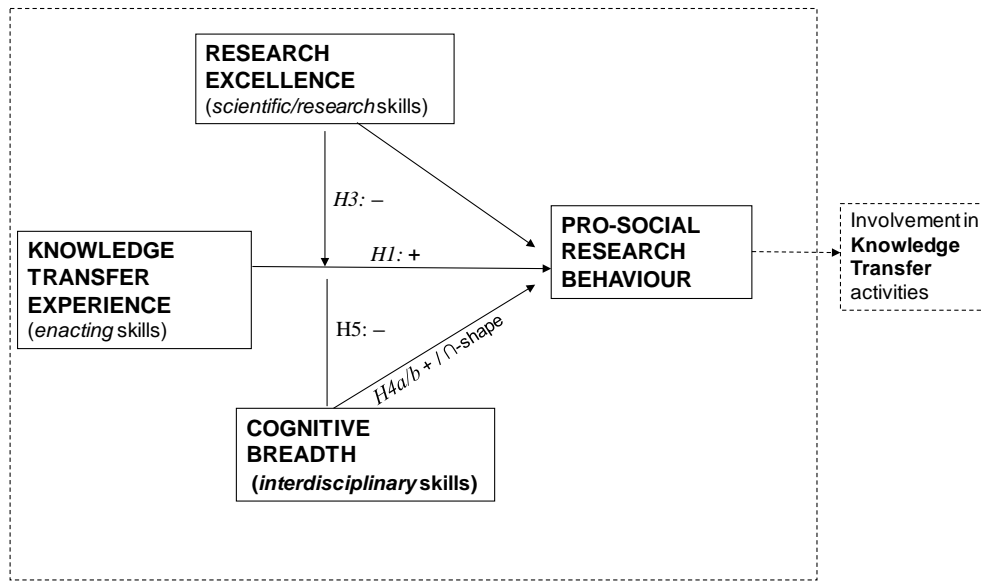 RESEARCH
EXCELLENCE
(scientific/research skills)
H3: –
H1: +
KNOWLEDGE
TRANSFER
EXPERIENCE
(enacting skills)
PRO-SOCIAL
RESEARCH
BEHAVIOUR
Involvement in
Knowledge
Transfer
activities
H5: –
H4a/b + / ∩-shape
COGNITIVE
BREADTH
(interdisciplinary skills)